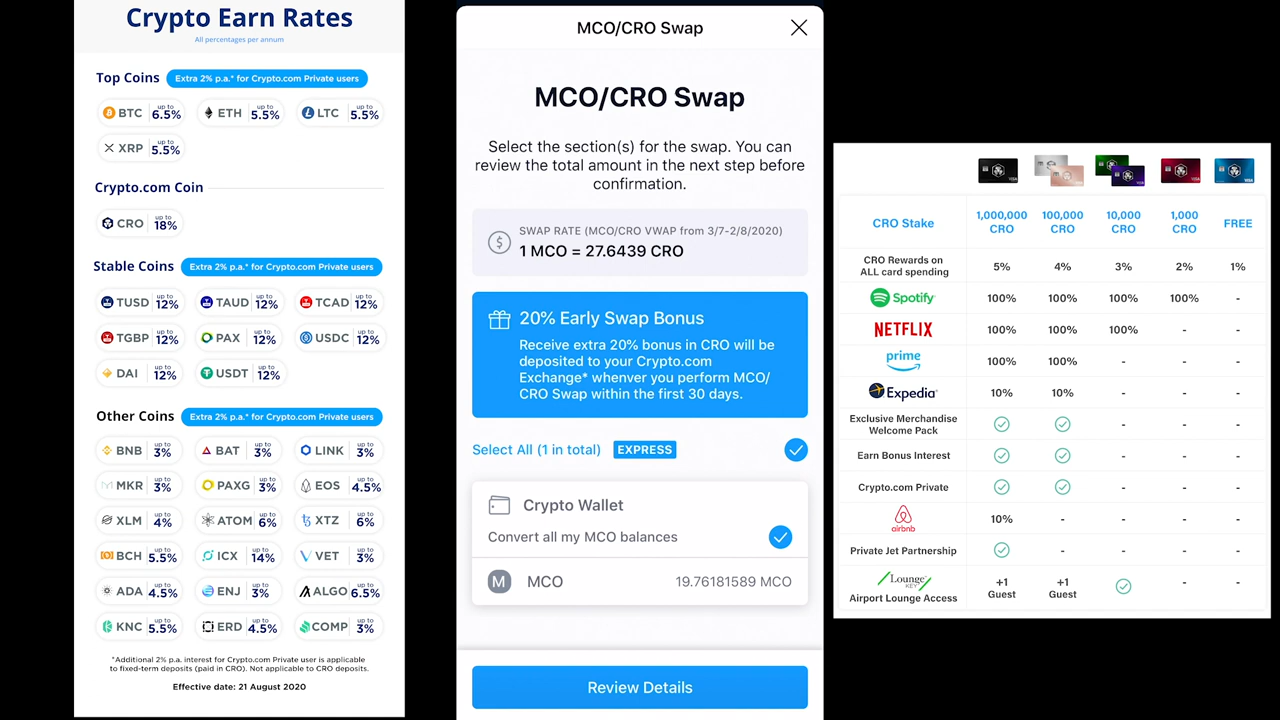 Crypto Earn Rates
All percentages per annum
Top Coins Extra 2% p.a.* for Crypto.com Private users
BTC up to 6.5% ETH up to 5.5% LTC up to 5.5%
XRP up to 5.5%
Crypto.com Coin
CRO up to 18%
Stable Coins Extra 2% p.a.* for Crypto.com Private users
TUSD up to 12% TAUD up to 12% TCAD up to 12%
TGBP up to 12% PAX up to 12% USDC up to 12%
DAI up to 12% USDT up to 12%
Other Coins Extra 2% p.a.* for Crypto.com Private users
BNB up to 3% BAT up to 3% LINK up to 3%
MKR up to 3% PAXG up to 3% EOS up to 4.5%
XLM up to 4% ATOM up to 6% XTZ up to 6%
BCH up to 5.5% ICX up to 14% VET up to 3%
ADA up to 4.5% ENJ up to 3% ALGO up to 6.5%
KNC up to 5.5% ERD up to 4.5% COMP up to 3%
*Additional 2% p.a. interest for Crypto.com Private user is applicable
to fixed-term deposits (paid in CRO). Not applicable to CRO deposits.
Effective date: 21 August 2020
MCO/CRO Swap
MCO/CRO Swap
Select the section(s) for the swap. You can
review the total amount in the next step before
confirmation.
SWAP RATE (MCO/CRO VWAP from 3/7-2/8/2020)
1 MCO = 27.6439 CRO
20% Early Swap Bonus
Receive extra 20% bonus in CRO will be
deposited to your Crypto.com
Exchange* whenver you perform MCO/
CRO Swap within the first 30 days.
Select All (1 in total) EXPRESS
Crypto Wallet
Convert all my MCO balances
M MCO 19.76181589 MCO
Review Details
CRO Stake 1,000,000 CRO 100,000 CRO 10,000 CRO 1,000 CRO FREE
CRO Rewards on ALL card spending 5% 4% 3% 2% 1%
Spotify 100% 100% 100% 100% -
NETFLIX 100% 100% 100% - -
prime 100% 100% - - -
Expedia 10% 10% - - -
Exclusive Merchandise Welcome Pack - - -
Earn Bonus Interest - - -
Crypto.com Private - - -
airbnb 10% - - - -
Private Jet Partnership - - - -
Lounge KEY Airport Lounge Access +1 Guest +1 Guest - -